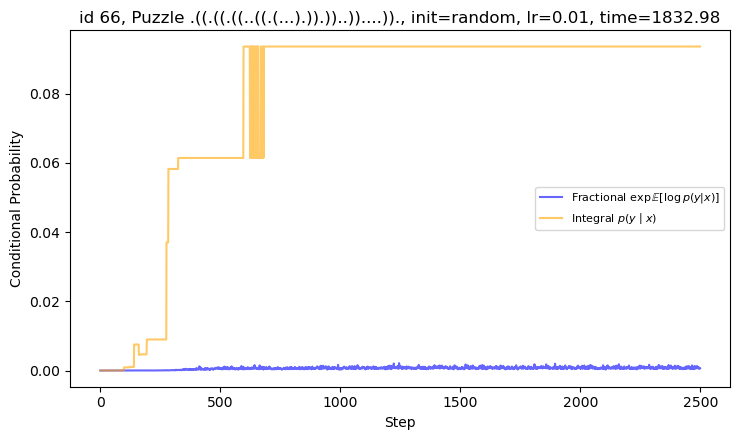 id 66, Puzzle .((.((.((..((.(...).)).))..))....))., init=random, lr=0.01, time=1832.98
Conditional Probability
0.08
0.06
0.04
0.02
0.00
Fractional exp𝔼[log p(y|x)]
Integral p(y | x)
0
500
1000
1500
2000
2500
Step